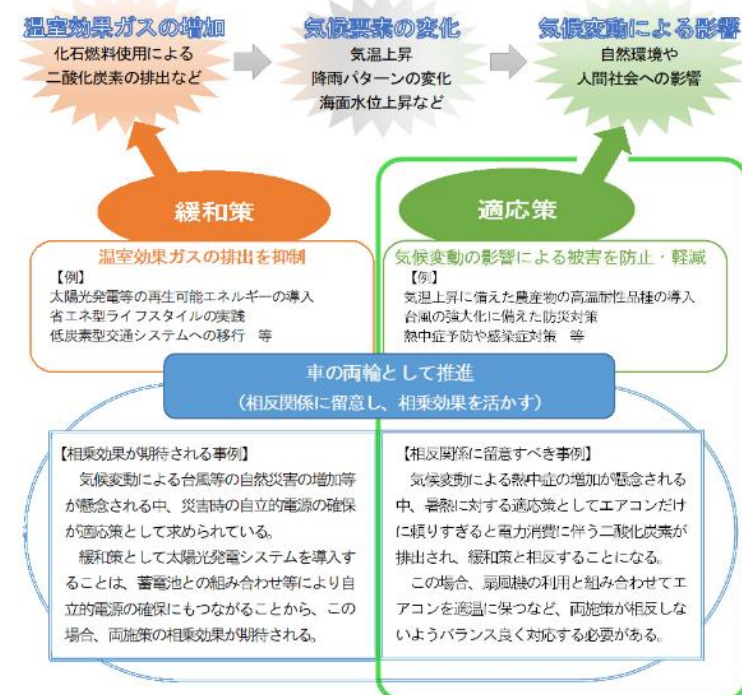 温室効果ガスの増加
化石燃料使用による
二酸化炭素の排出など
気候要素の変化
気温上昇
降雨パターンの変化
海面水位上昇など
気候変動による影響
自然環境や
人間社会への影響
緩和策
適応策
温室効果ガスの排出を抑制
【例】
太陽光発電等の再生可能エネルギーの導入
省エネ型ライフスタイルの実践
低炭素型交通システムへの移行 等
気候変動の影響による被害を防止・軽減
【例】
気温上昇に備えた農産物の高温耐性品種の導入
台風の強大化に備えた防災対策
熱中症予防や感染症対策 等
車の両輪として推進
(相反関係に留意し、相乗効果を活かす)
【相乗効果が期待される事例】
気候変動による台風等の自然災害の増加等
が懸念される中、災害時の自立的電源の確保
が適応策として求められている。
緩和策として太陽光発電システムを導入す
ることは、蓄電池との組み合わせ等により自
立的電源の確保にもつながることから、この
場合、両施策の相乗効果が期待される。
【相反関係に留意すべき事例】
気候変動による熱中症の増加が懸念される
中、暑熱に対する適応策としてエアコンだけ
に頼りすぎると電力消費に伴う二酸化炭素が
排出され、緩和策と相反することになる。
この場合、扇風機の利用と組み合わせてエ
アコンを適温に保つなど、両施策が相反しな
いようバランス良く対応する必要がある。